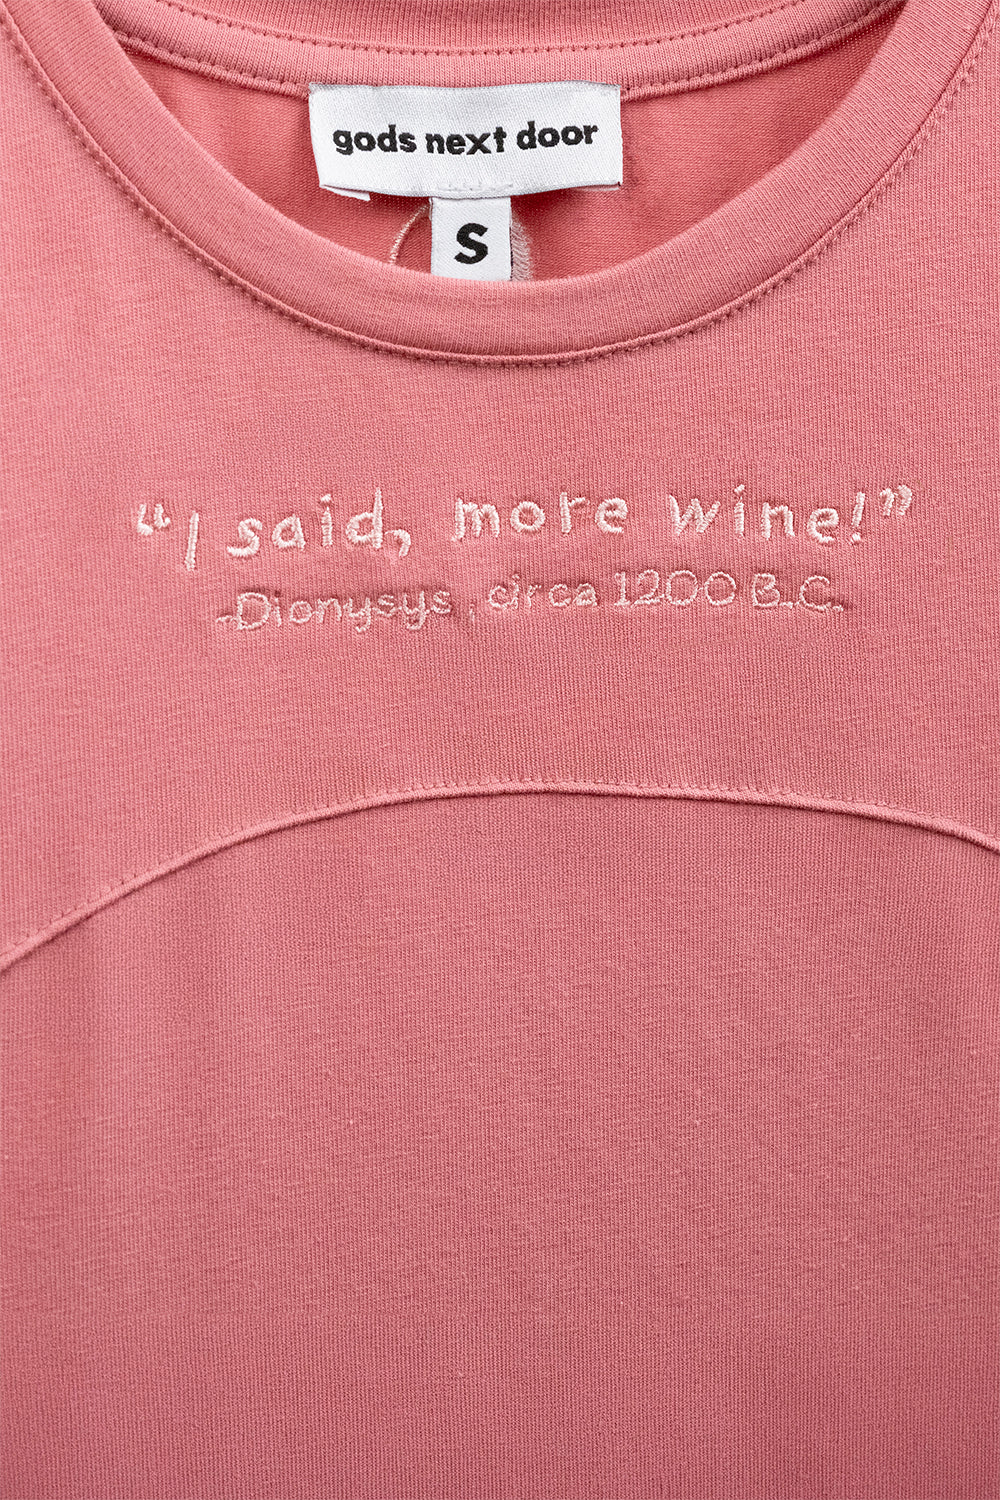 gods next door
S
“I said, more wine!”
-Dionysys, circa 1200 B.C.